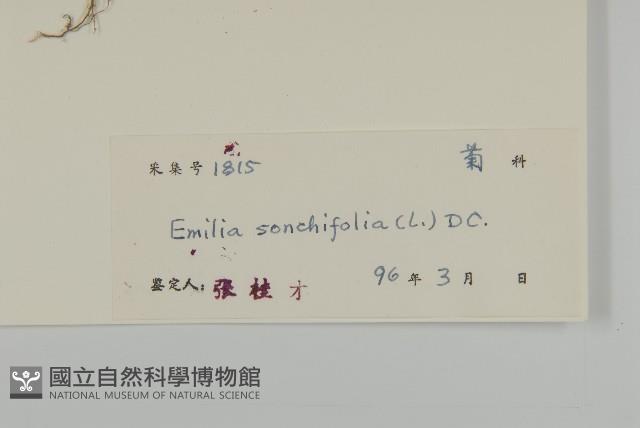 采集号 1815 菊 科
Emilia sonchifolia (L.) DC.
鉴定人: 張桂才 96 年 3 月 日
國立自然科學博物館
NATIONAL MUSEUM OF NATURAL SCIENCE